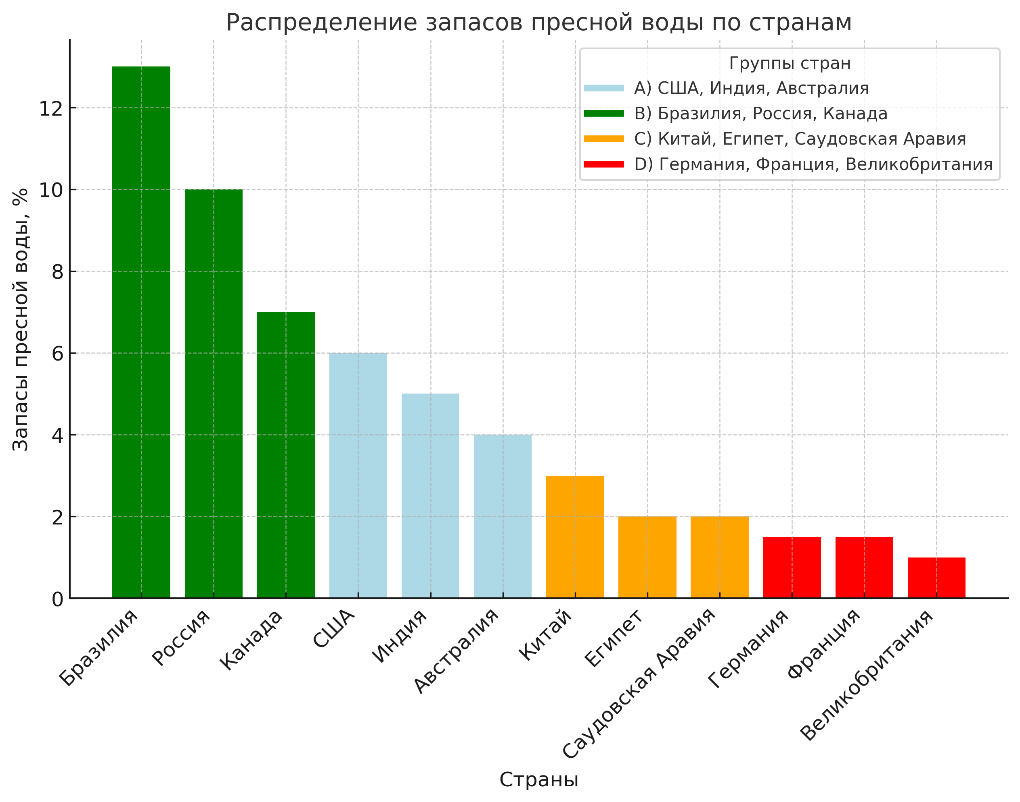 Распределение запасов пресной воды по странам
Группы стран
A) США, Индия, Австралия
B) Бразилия, Россия, Канада
C) Китай, Египет, Саудовская Аравия
D) Германия, Франция, Великобритания
Запасы пресной воды, %
12
10
8
6
4
2
0
Бразилия
Россия
Канада
США
Индия
Австралия
Китай
Египет
Саудовская Аравия
Германия
Франция
Великобритания
Страны